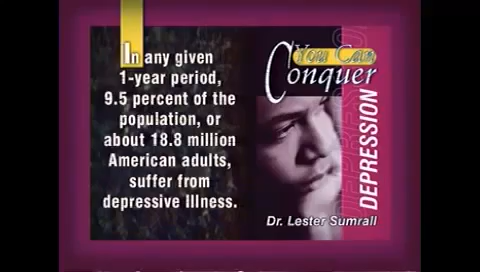 In any given
1-year period,
9.5 percent of the
population, or
about 18.8 million
American adults,
suffer from
depressive Illness.
You Can
Conquer
DEPRESSION
Dr. Lester Sumrall